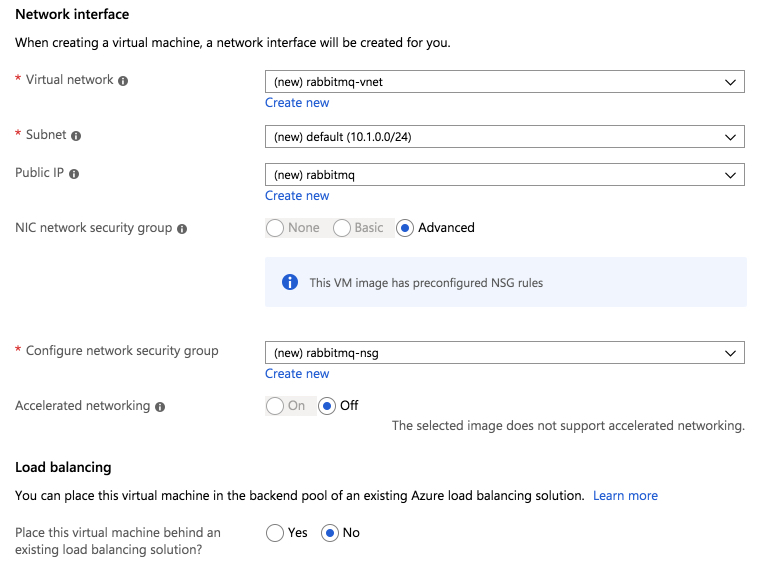 Network interface
When creating a virtual machine, a network interface will be created for you.
* Virtual network
(new) rabbitmq-vnet
Create new
* Subnet
(new) default (10.1.0.0/24)
Public IP
(new) rabbitmq
Create new
NIC network security group
None Basic Advanced
This VM image has preconfigured NSG rules
* Configure network security group
(new) rabbitmq-nsg
Create new
Accelerated networking
On Off
The selected image does not support accelerated networking.
Load balancing
You can place this virtual machine in the backend pool of an existing Azure load balancing solution. Learn more
Place this virtual machine behind an
existing load balancing solution?
Yes No